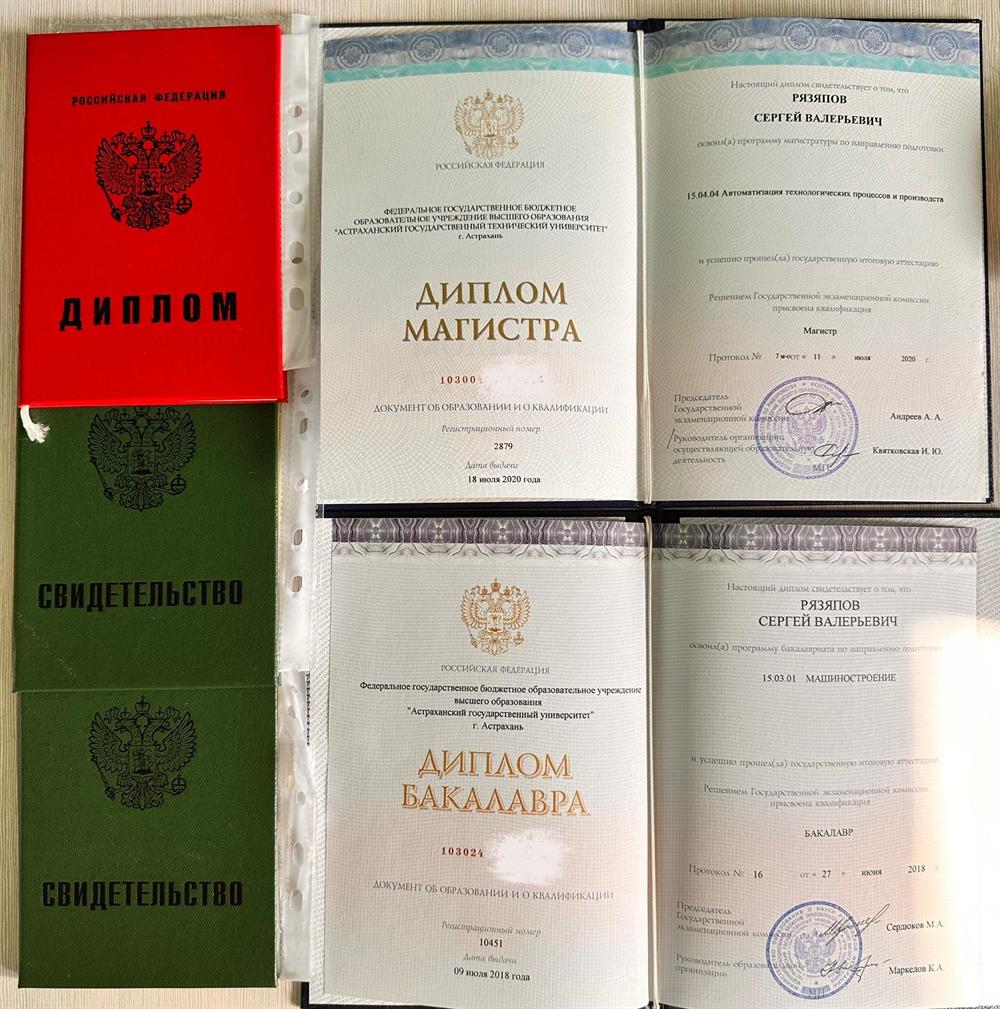 РОССИЙСКАЯ ФЕДЕРАЦИЯ
ДИПЛОМ
СВИДЕТЕЛЬСТВО
СВИДЕТЕЛЬСТВО
РОССИЙСКАЯ ФЕДЕРАЦИЯ
ФЕДЕРАЛЬНОЕ ГОСУДАРСТВЕННОЕ БЮДЖЕТНОЕ
ОБРАЗОВАТЕЛЬНОЕ УЧРЕЖДЕНИЕ ВЫСШЕГО ОБРАЗОВАНИЯ
"АСТРАХАНСКИЙ ГОСУДАРСТВЕННЫЙ ТЕХНИЧЕСКИЙ УНИВЕРСИТЕТ"
г. Астрахань
ДИПЛОМ
МАГИСТРА
10300
ДОКУМЕНТ ОБ ОБРАЗОВАНИИ И О КВАЛИФИКАЦИИ
Регистрационный номер
2879
Дата выдачи
18 июля 2020 года
Настоящий диплом свидетельствует о том, что
РЯЗЯПОВ
СЕРГЕЙ ВАЛЕРЬЕВИЧ
освоил(а) программу магистратуры по направлению подготовки
15.04.04 Автоматизация технологических процессов и производств
и успешно прошел(ла) государственную итоговую аттестацию
Решением Государственной экзаменационной комиссии
присвоена квалификация
Магистр
Протокол № 7 м-о от « 11 » июля 2020 г.
Председатель
Государственной
экзаменационной комиссии
Андреев А. А.
Руководитель организации,
осуществляющей образовательную
деятельность
Квятковская И. Ю.
М.П.
РОССИЙСКАЯ ФЕДЕРАЦИЯ
Федеральное государственное бюджетное образовательное учреждение
высшего образования
"Астраханский государственный университет"
г. Астрахань
ДИПЛОМ
БАКАЛАВРА
103024
ДОКУМЕНТ ОБ ОБРАЗОВАНИИ И О КВАЛИФИКАЦИИ
Регистрационный номер
10451
Дата выдачи
09 июля 2018 года
Настоящий диплом свидетельствует о том, что
РЯЗЯПОВ
СЕРГЕЙ ВАЛЕРЬЕВИЧ
освоил(а) программу бакалавриата по направлению подготовки
15.03.01 МАШИНОСТРОЕНИЕ
и успешно прошел(ла) государственную итоговую аттестацию
Решением Государственной экзаменационной комиссии
присвоена квалификация
БАКАЛАВР
Протокол № 16 от « 27 » июня 2018 г.
Председатель
Государственной
экзаменационной комиссии
Сердюков М.А.
Руководитель образовательной
организации
Маркелов К.А
М.П.